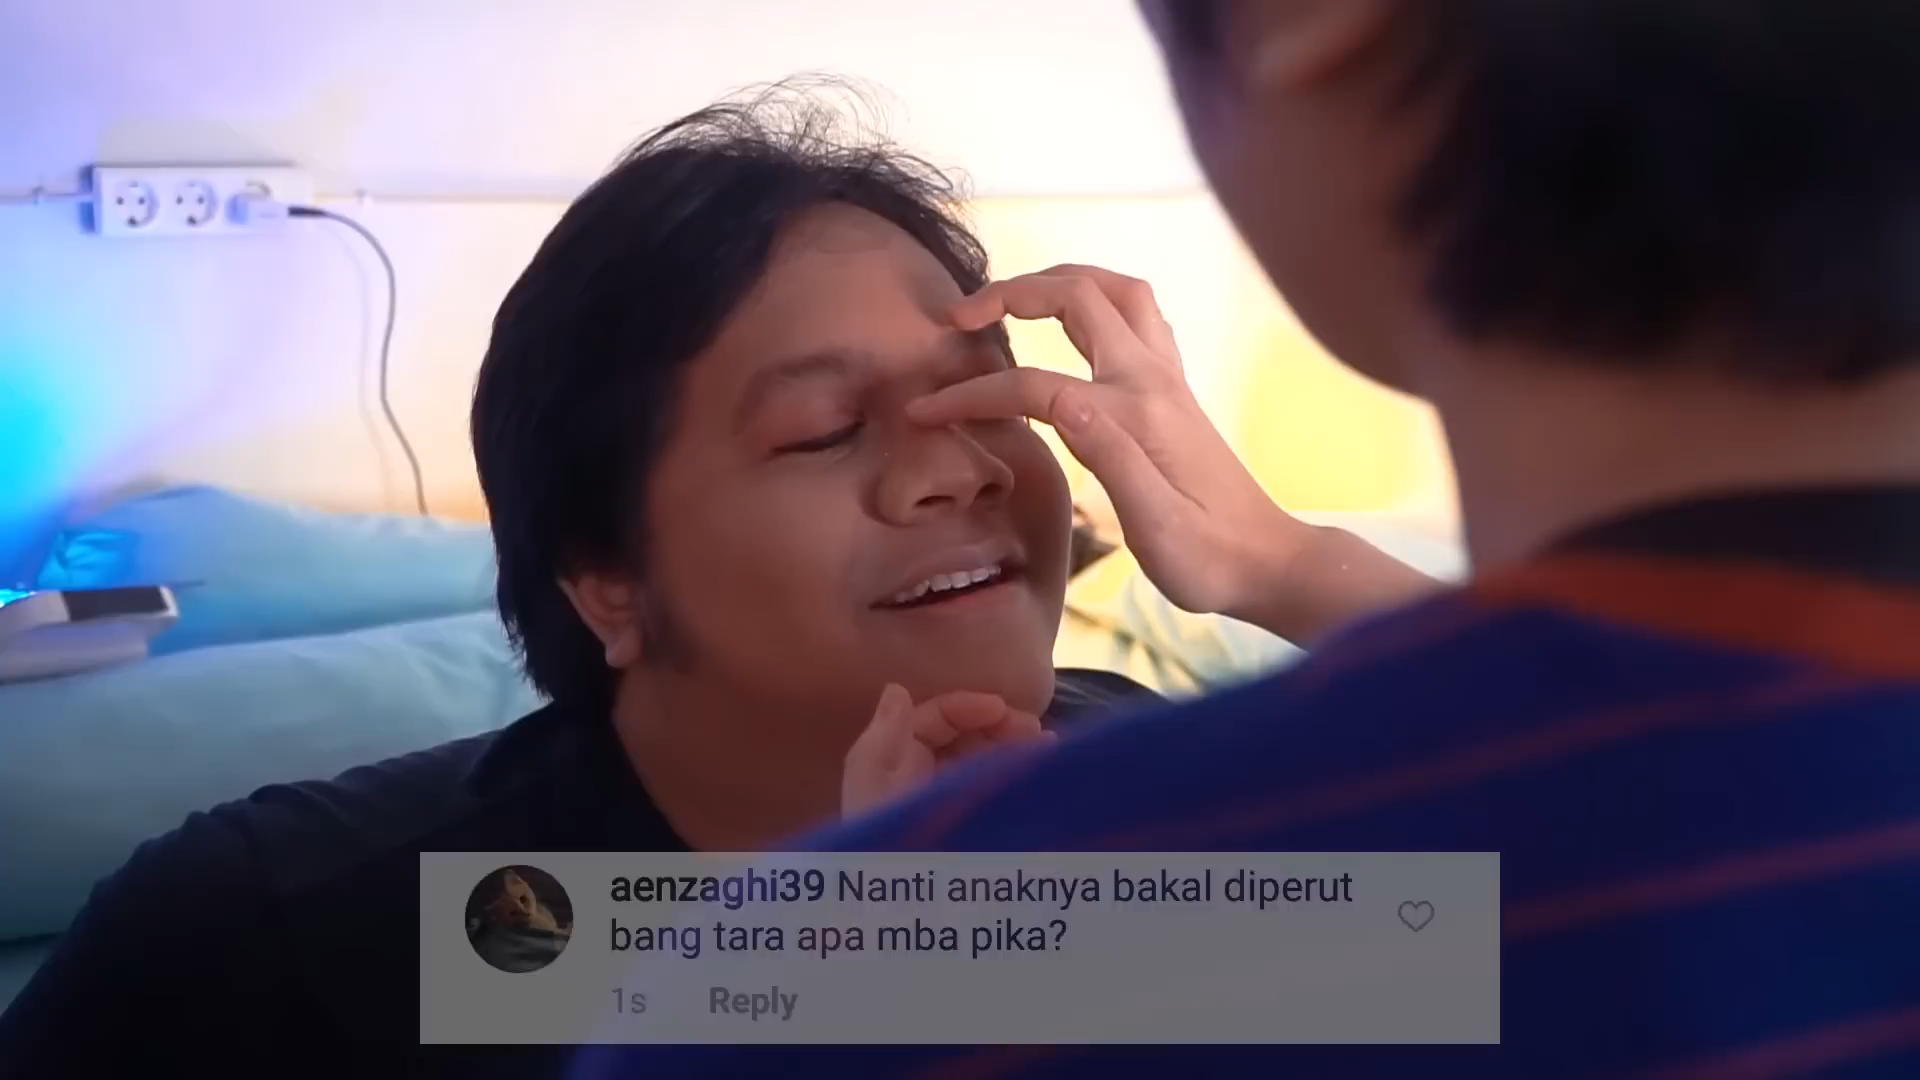 aenzaghi39 Nanti anaknya bakal diperut
bang tara apa mba pika?
1s Reply